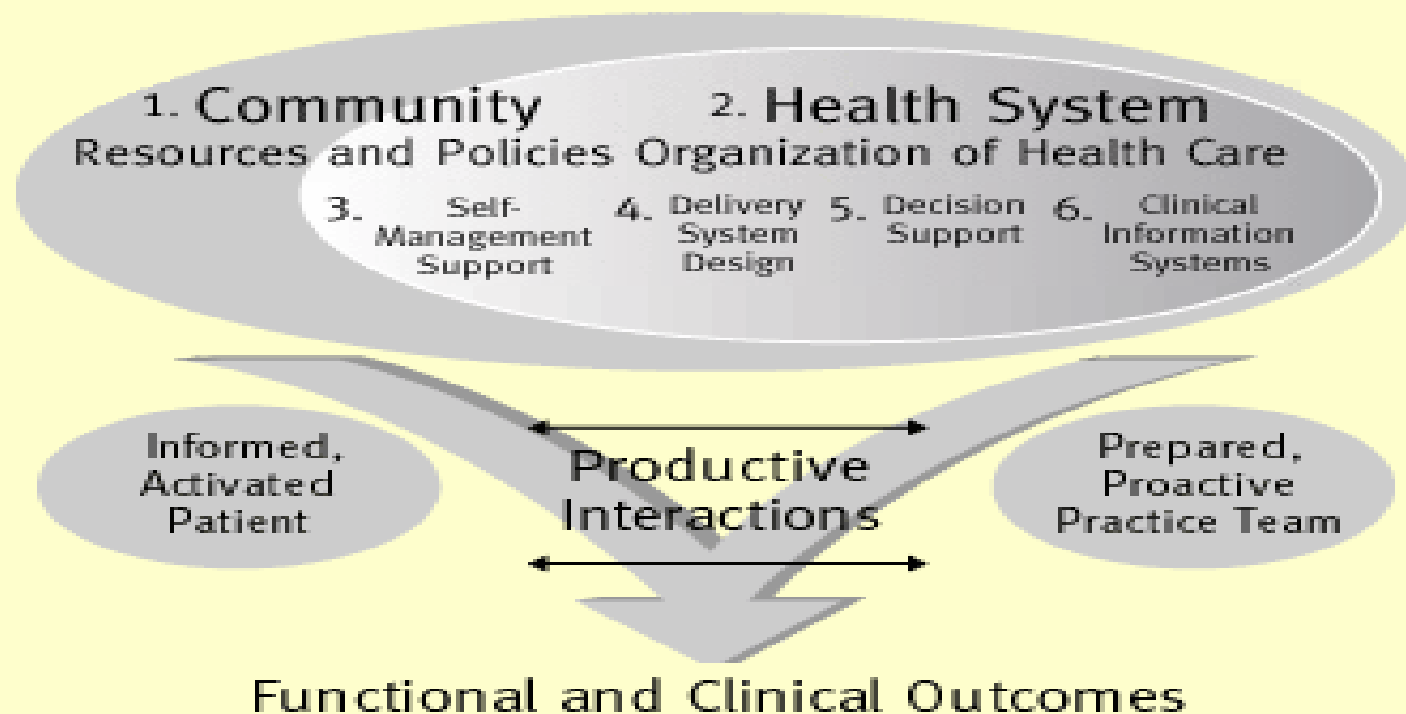 1. Community
2. Health System
Resources and Policies
Organization of Health Care
3. Self-
Management
Support
4. Delivery
System
Design
5. Decision
Support
6. Clinical
Information
Systems
Informed,
Activated
Patient
Productive
Interactions
Prepared,
Proactive
Practice Team
Functional and Clinical Outcomes